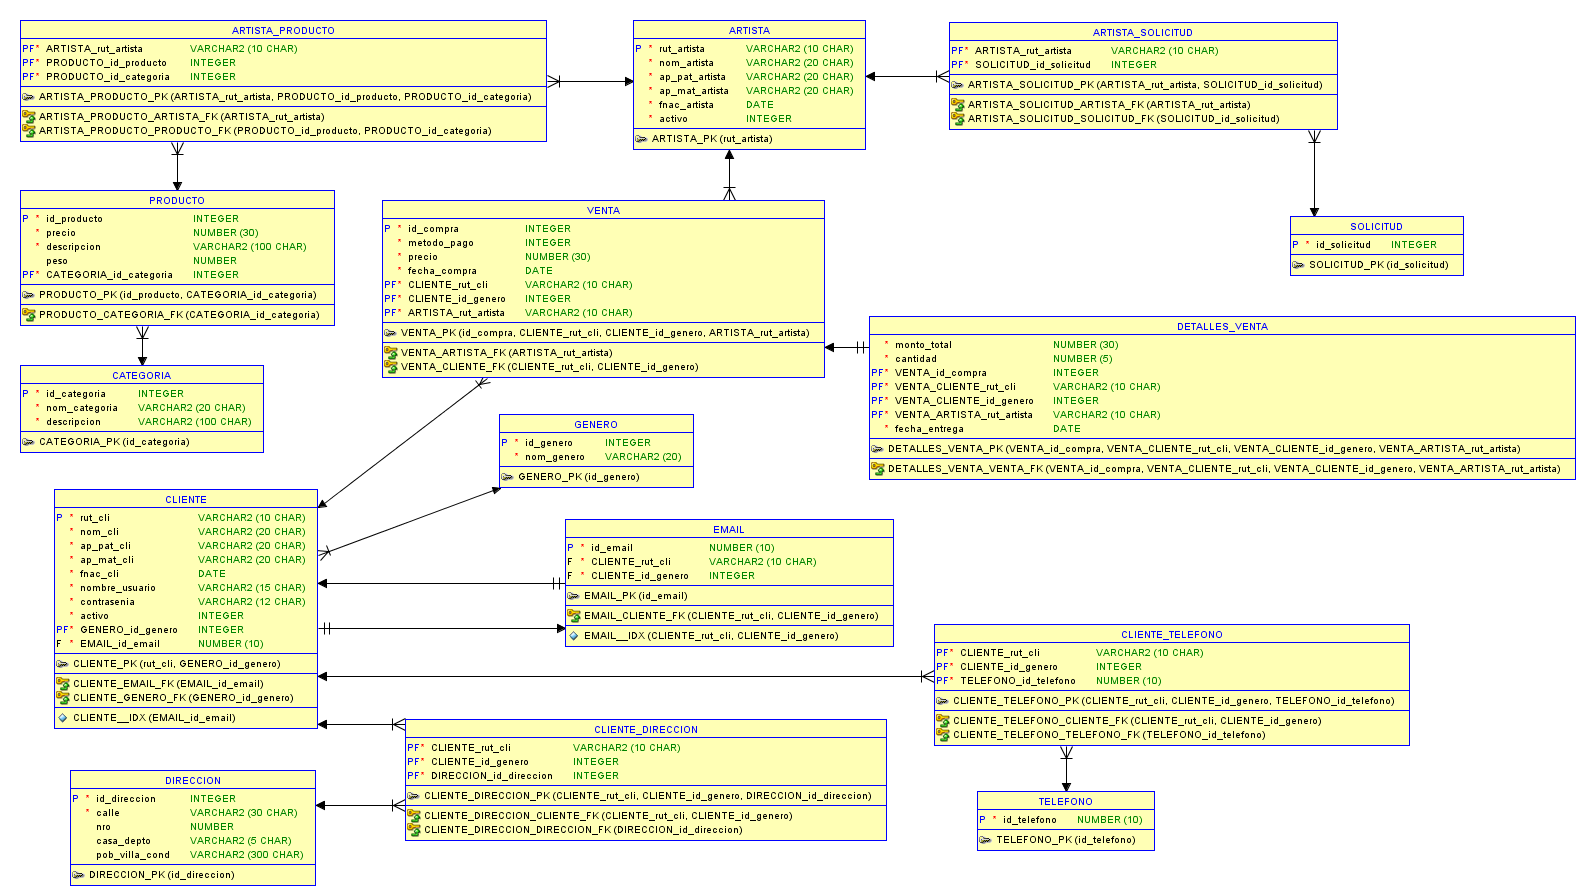 ARTISTA_PRODUCTO
PF* ARTISTA_rut_artista VARCHAR2 (10 CHAR)
PF* PRODUCTO_id_producto INTEGER
PF* PRODUCTO_id_categoria INTEGER
ARTISTA_PRODUCTO_PK (ARTISTA_rut_artista, PRODUCTO_id_producto, PRODUCTO_id_categoria)
ARTISTA_PRODUCTO_ARTISTA_FK (ARTISTA_rut_artista)
ARTISTA_PRODUCTO_PRODUCTO_FK (PRODUCTO_id_producto, PRODUCTO_id_categoria)
ARTISTA
P * rut_artista VARCHAR2 (10 CHAR)
* nom_artista VARCHAR2 (20 CHAR)
* ap_pat_artista VARCHAR2 (20 CHAR)
* ap_mat_artista VARCHAR2 (20 CHAR)
* fnac_artista DATE
* activo INTEGER
ARTISTA_PK (rut_artista)
ARTISTA_SOLICITUD
PF* ARTISTA_rut_artista VARCHAR2 (10 CHAR)
PF* SOLICITUD_id_solicitud INTEGER
ARTISTA_SOLICITUD_PK (ARTISTA_rut_artista, SOLICITUD_id_solicitud)
ARTISTA_SOLICITUD_ARTISTA_FK (ARTISTA_rut_artista)
ARTISTA_SOLICITUD_SOLICITUD_FK (SOLICITUD_id_solicitud)
PRODUCTO
P * id_producto INTEGER
* precio NUMBER (30)
* descripcion VARCHAR2 (100 CHAR)
peso NUMBER
PF* CATEGORIA_id_categoria INTEGER
PRODUCTO_PK (id_producto, CATEGORIA_id_categoria)
PRODUCTO_CATEGORIA_FK (CATEGORIA_id_categoria)
VENTA
P * id_compra INTEGER
* metodo_pago INTEGER
* precio NUMBER (30)
* fecha_compra DATE
PF* CLIENTE_rut_cli VARCHAR2 (10 CHAR)
PF* CLIENTE_id_genero INTEGER
PF* ARTISTA_rut_artista VARCHAR2 (10 CHAR)
VENTA_PK (id_compra, CLIENTE_rut_cli, CLIENTE_id_genero, ARTISTA_rut_artista)
VENTA_ARTISTA_FK (ARTISTA_rut_artista)
VENTA_CLIENTE_FK (CLIENTE_rut_cli, CLIENTE_id_genero)
SOLICITUD
P * id_solicitud INTEGER
SOLICITUD_PK (id_solicitud)
DETALLES_VENTA
* monto_total NUMBER (30)
* cantidad NUMBER (5)
PF* VENTA_id_compra INTEGER
PF* VENTA_CLIENTE_rut_cli VARCHAR2 (10 CHAR)
PF* VENTA_CLIENTE_id_genero INTEGER
PF* VENTA_ARTISTA_rut_artista VARCHAR2 (10 CHAR)
* fecha_entrega DATE
DETALLES_VENTA_PK (VENTA_id_compra, VENTA_CLIENTE_rut_cli, VENTA_CLIENTE_id_genero, VENTA_ARTISTA_rut_artista)
DETALLES_VENTA_VENTA_FK (VENTA_id_compra, VENTA_CLIENTE_rut_cli, VENTA_CLIENTE_id_genero, VENTA_ARTISTA_rut_artista)
CATEGORIA
P * id_categoria INTEGER
* nom_categoria VARCHAR2 (20 CHAR)
* descripcion VARCHAR2 (100 CHAR)
CATEGORIA_PK (id_categoria)
GENERO
P * id_genero INTEGER
* nom_genero VARCHAR2 (20)
GENERO_PK (id_genero)
CLIENTE
P * rut_cli VARCHAR2 (10 CHAR)
* nom_cli VARCHAR2 (20 CHAR)
* ap_pat_cli VARCHAR2 (20 CHAR)
* ap_mat_cli VARCHAR2 (20 CHAR)
* fnac_cli DATE
* nombre_usuario VARCHAR2 (15 CHAR)
* contrasenia VARCHAR2 (12 CHAR)
* activo INTEGER
PF* GENERO_id_genero INTEGER
F * EMAIL_id_email NUMBER (10)
CLIENTE_PK (rut_cli, GENERO_id_genero)
CLIENTE_EMAIL_FK (EMAIL_id_email)
CLIENTE_GENERO_FK (GENERO_id_genero)
CLIENTE__IDX (EMAIL_id_email)
EMAIL
P * id_email NUMBER (10)
F * CLIENTE_rut_cli VARCHAR2 (10 CHAR)
F * CLIENTE_id_genero INTEGER
EMAIL_PK (id_email)
EMAIL_CLIENTE_FK (CLIENTE_rut_cli, CLIENTE_id_genero)
EMAIL__IDX (CLIENTE_rut_cli, CLIENTE_id_genero)
CLIENTE_TELEFONO
PF* CLIENTE_rut_cli VARCHAR2 (10 CHAR)
PF* CLIENTE_id_genero INTEGER
PF* TELEFONO_id_telefono NUMBER (10)
CLIENTE_TELEFONO_PK (CLIENTE_rut_cli, CLIENTE_id_genero, TELEFONO_id_telefono)
CLIENTE_TELEFONO_CLIENTE_FK (CLIENTE_rut_cli, CLIENTE_id_genero)
CLIENTE_TELEFONO_TELEFONO_FK (TELEFONO_id_telefono)
CLIENTE_DIRECCION
PF* CLIENTE_rut_cli VARCHAR2 (10 CHAR)
PF* CLIENTE_id_genero INTEGER
PF* DIRECCION_id_direccion INTEGER
CLIENTE_DIRECCION_PK (CLIENTE_rut_cli, CLIENTE_id_genero, DIRECCION_id_direccion)
CLIENTE_DIRECCION_CLIENTE_FK (CLIENTE_rut_cli, CLIENTE_id_genero)
CLIENTE_DIRECCION_DIRECCION_FK (DIRECCION_id_direccion)
DIRECCION
P * id_direccion INTEGER
* calle VARCHAR2 (30 CHAR)
nro NUMBER
casa_depto VARCHAR2 (5 CHAR)
pob_villa_cond VARCHAR2 (300 CHAR)
DIRECCION_PK (id_direccion)
TELEFONO
P * id_telefono NUMBER (10)
TELEFONO_PK (id_telefono)